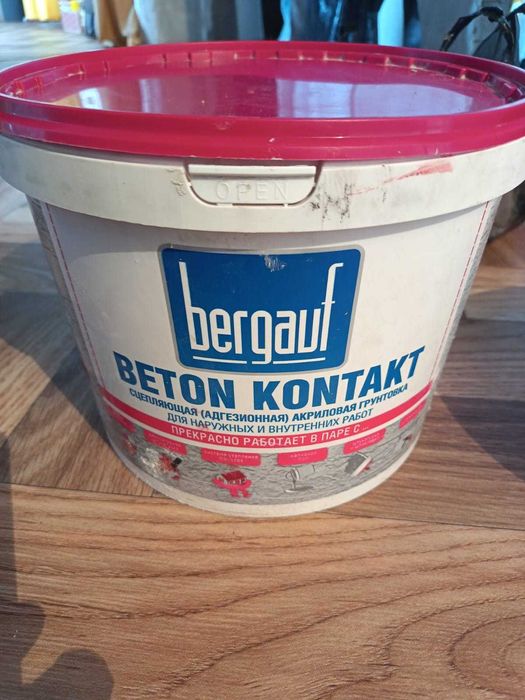 OPEN
bergauf
BETON KONTAKT
СЦЕПЛЯЮЩАЯ (АДГЕЗИОННАЯ) АКРИЛОВАЯ ГРУНТОВКА
ДЛЯ НАРУЖНЫХ И ВНУТРЕННИХ РАБОТ
ПРЕКРАСНО РАБОТАЕТ В ПАРЕ С ...